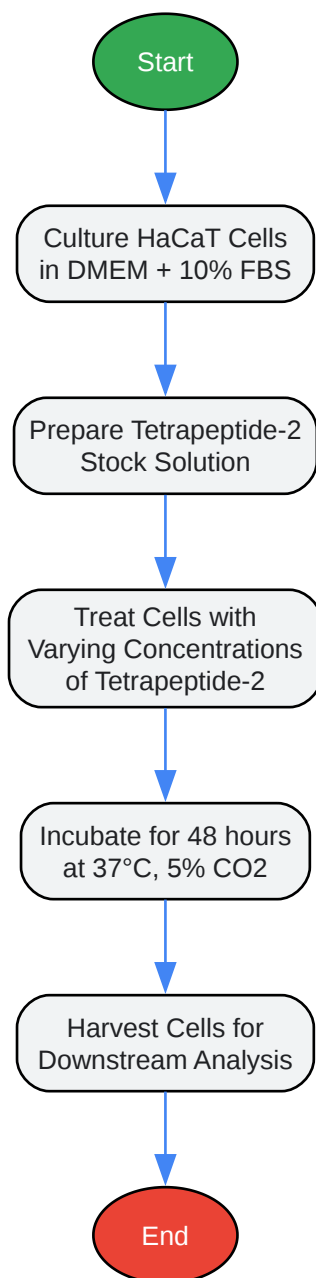 Start
Culture HaCaT Cells
in DMEM + 10% FBS
Prepare Tetrapeptide-2
Stock Solution
Treat Cells with
Varying Concentrations
of Tetrapeptide-2
Incubate for 48 hours
at 37°C, 5% CO2
Harvest Cells for
Downstream Analysis
End